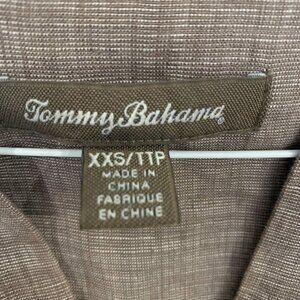 Tommy Bahama®
XXS/TTP
MADE IN
CHINA
FABRIQUE
EN CHINE